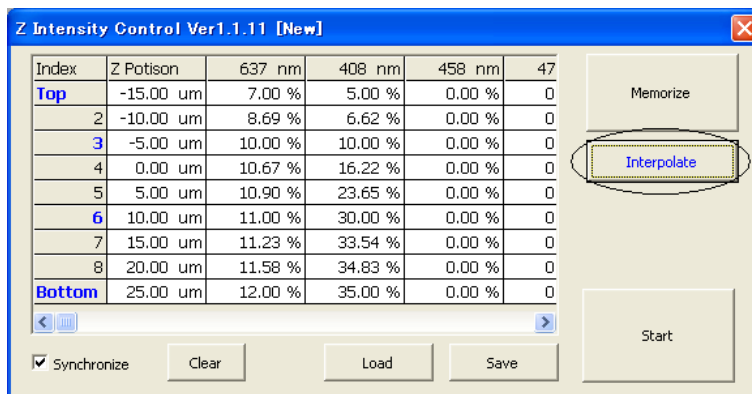 Z Intensity Control Ver1.1.11 [New]
Index Z Potison 637 nm 408 nm 458 nm 47
Top -15.00 um 7.00 % 5.00 % 0.00 % 0
2 -10.00 um 8.69 % 6.62 % 0.00 % 0
3 -5.00 um 10.00 % 10.00 % 0.00 % 0
4 0.00 um 10.67 % 16.22 % 0.00 % 0
5 5.00 um 10.90 % 23.65 % 0.00 % 0
6 10.00 um 11.00 % 30.00 % 0.00 % 0
7 15.00 um 11.23 % 33.54 % 0.00 % 0
8 20.00 um 11.58 % 34.83 % 0.00 % 0
Bottom 25.00 um 12.00 % 35.00 % 0.00 % 0
Memorize
Interpolate
Start
Synchronize Clear Load Save